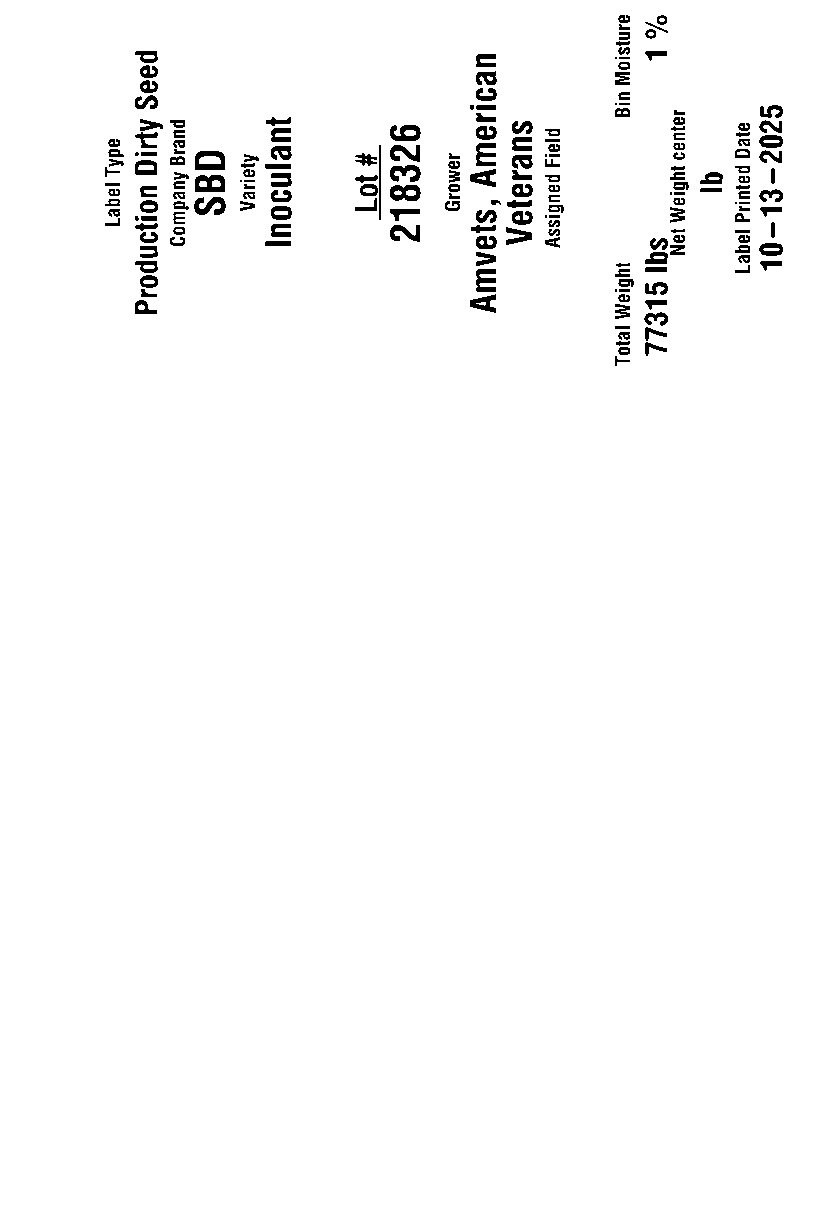 Label Type
Production Dirty Seed
Company Brand
SBD
Variety
Inoculant
Lot #
218326
Grower
Amvets, American
Veterans
Assigned Field
Total Weight
Bin Moisture
77315 lbs
1 %
Net Weight center
lb
Label Printed Date
10-13-2025